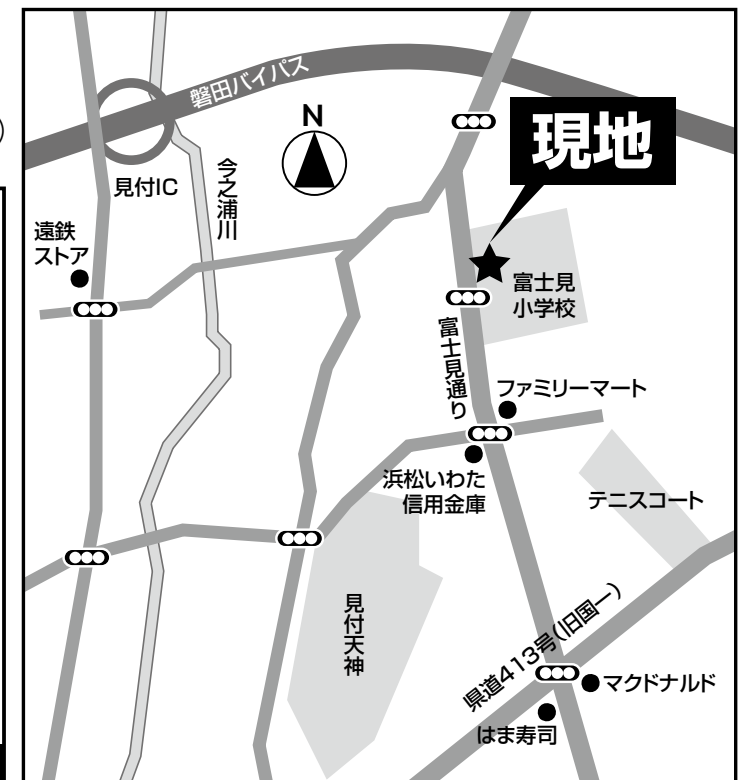 磐田バイパス
N
現地
見付IC
今之浦川
遠鉄
ストア
富士見
小学校
富士見通り
ファミリーマート
浜松いわた
信用金庫
テニスコート
見付天神
県道413号(旧国一)
マクドナルド
はま寿司